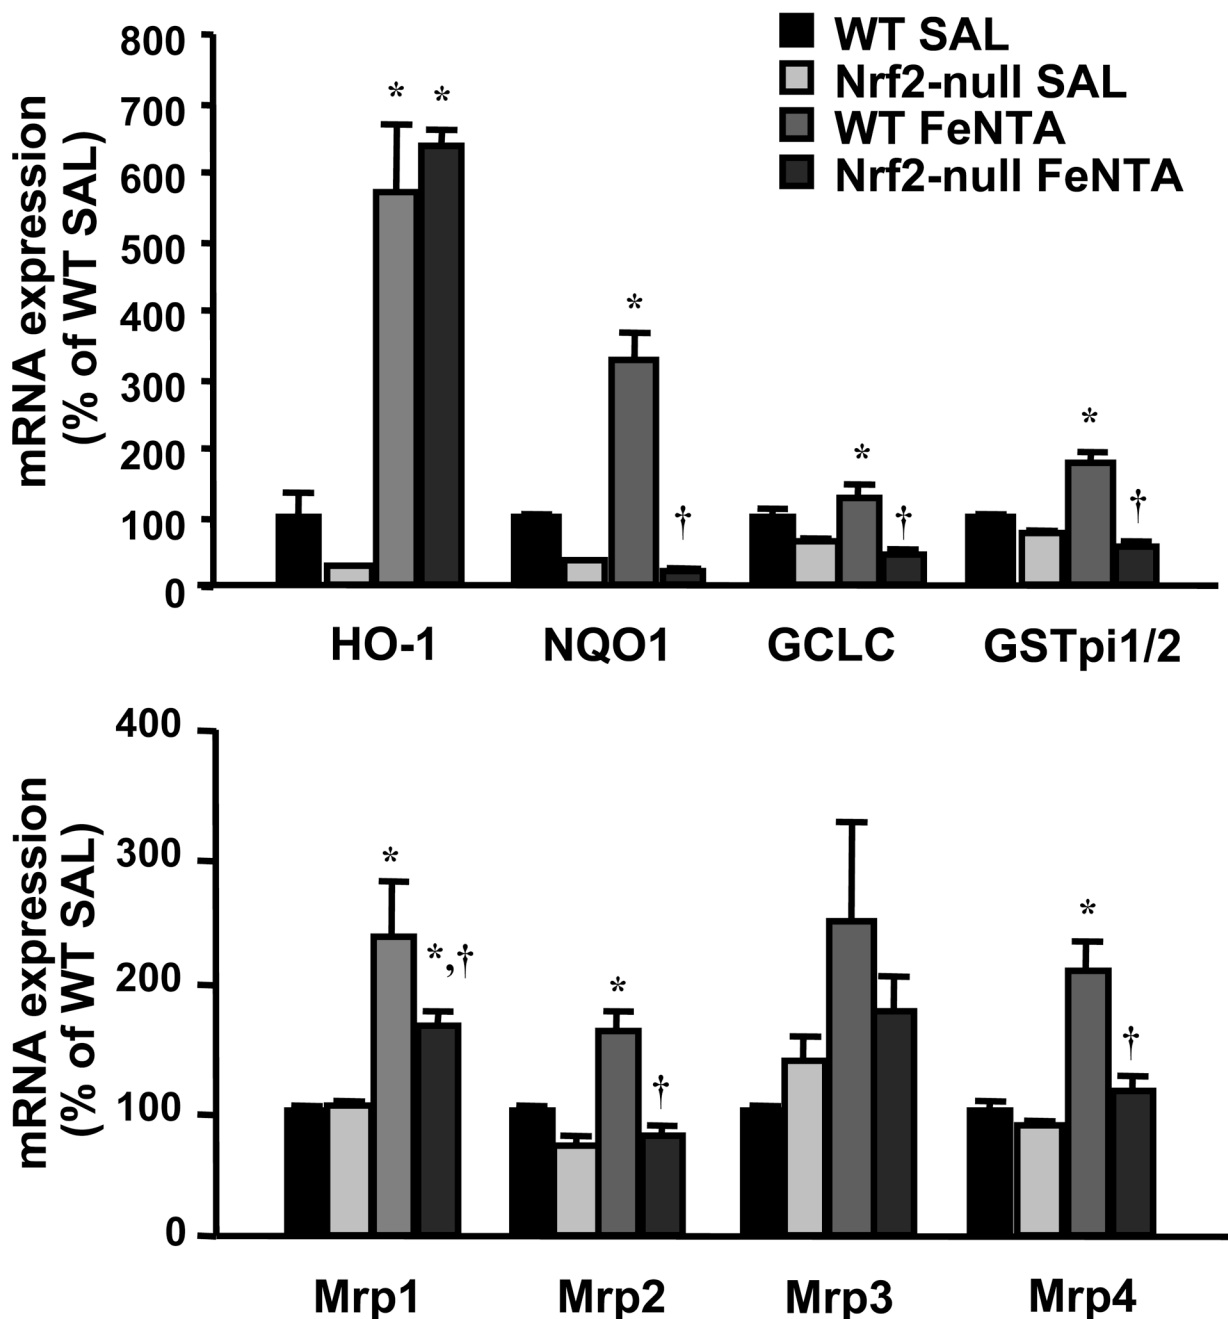 WT SAL
Nrf2-null SAL
WT FeNTA
Nrf2-null FeNTA
mRNA expression
(% of WT SAL)
800
700
600
500
400
300
200
100
0
* *
*
†
*
†
*
†
HO-1 NQO1 GCLC GSTpi1/2
mRNA expression
(% of WT SAL)
400
300
200
100
0
*
*,†
*
†
*
†
Mrp1 Mrp2 Mrp3 Mrp4